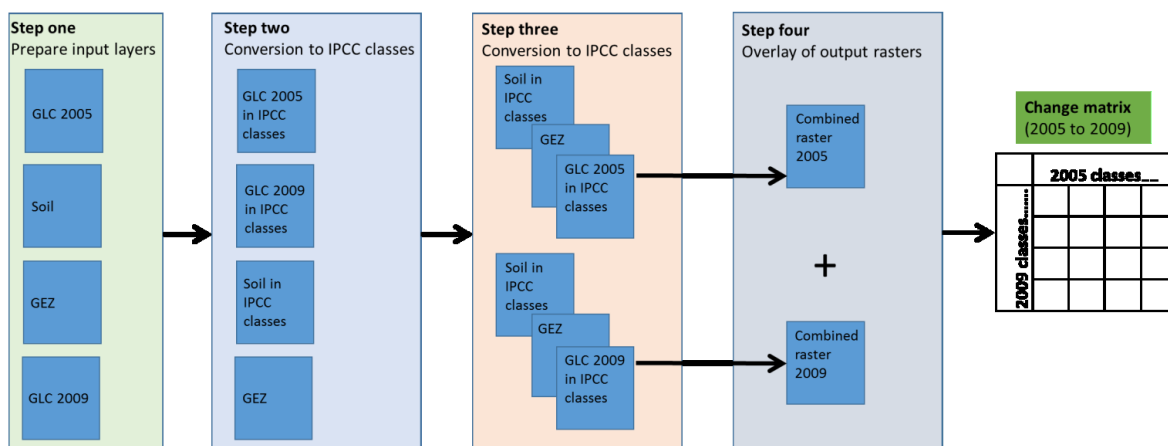 Step one
Prepare input layers
GLC 2005
Soil
GEZ
GLC 2009
Step two
Conversion to IPCC classes
GLC 2005
in IPCC
classes
GLC 2009
in IPCC
classes
Soil in
IPCC
classes
GEZ
Step three
Conversion to IPCC classes
Soil in
IPCC
classes
GEZ
GLC 2005
in IPCC
classes
Soil in
IPCC
classes
GEZ
GLC 2009
in IPCC
classes
Step four
Overlay of output rasters
Combined
raster
2005
+
Combined
raster
2009
Change matrix
(2005 to 2009)
2005 classes__
2009 classes......